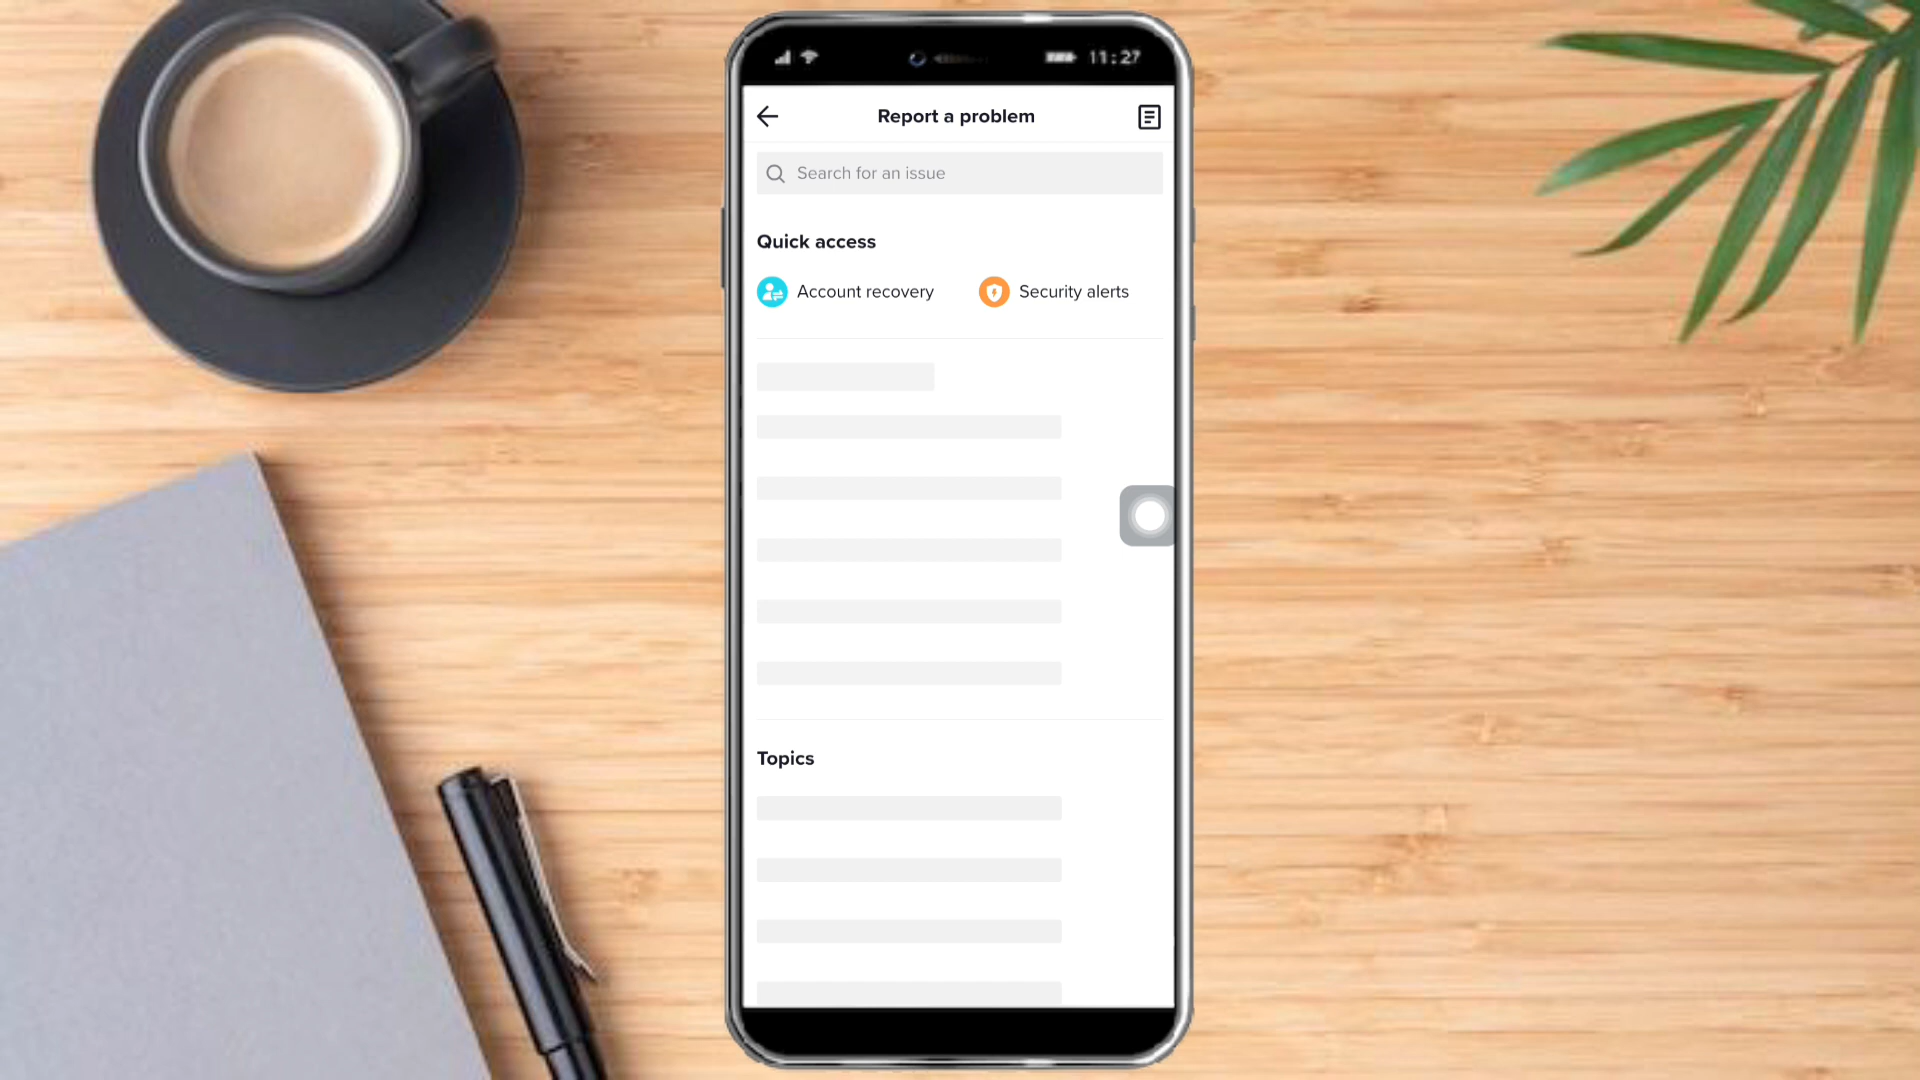 11:27
Report a problem
Search for an issue
Quick access
Account recovery
Security alerts
Topics